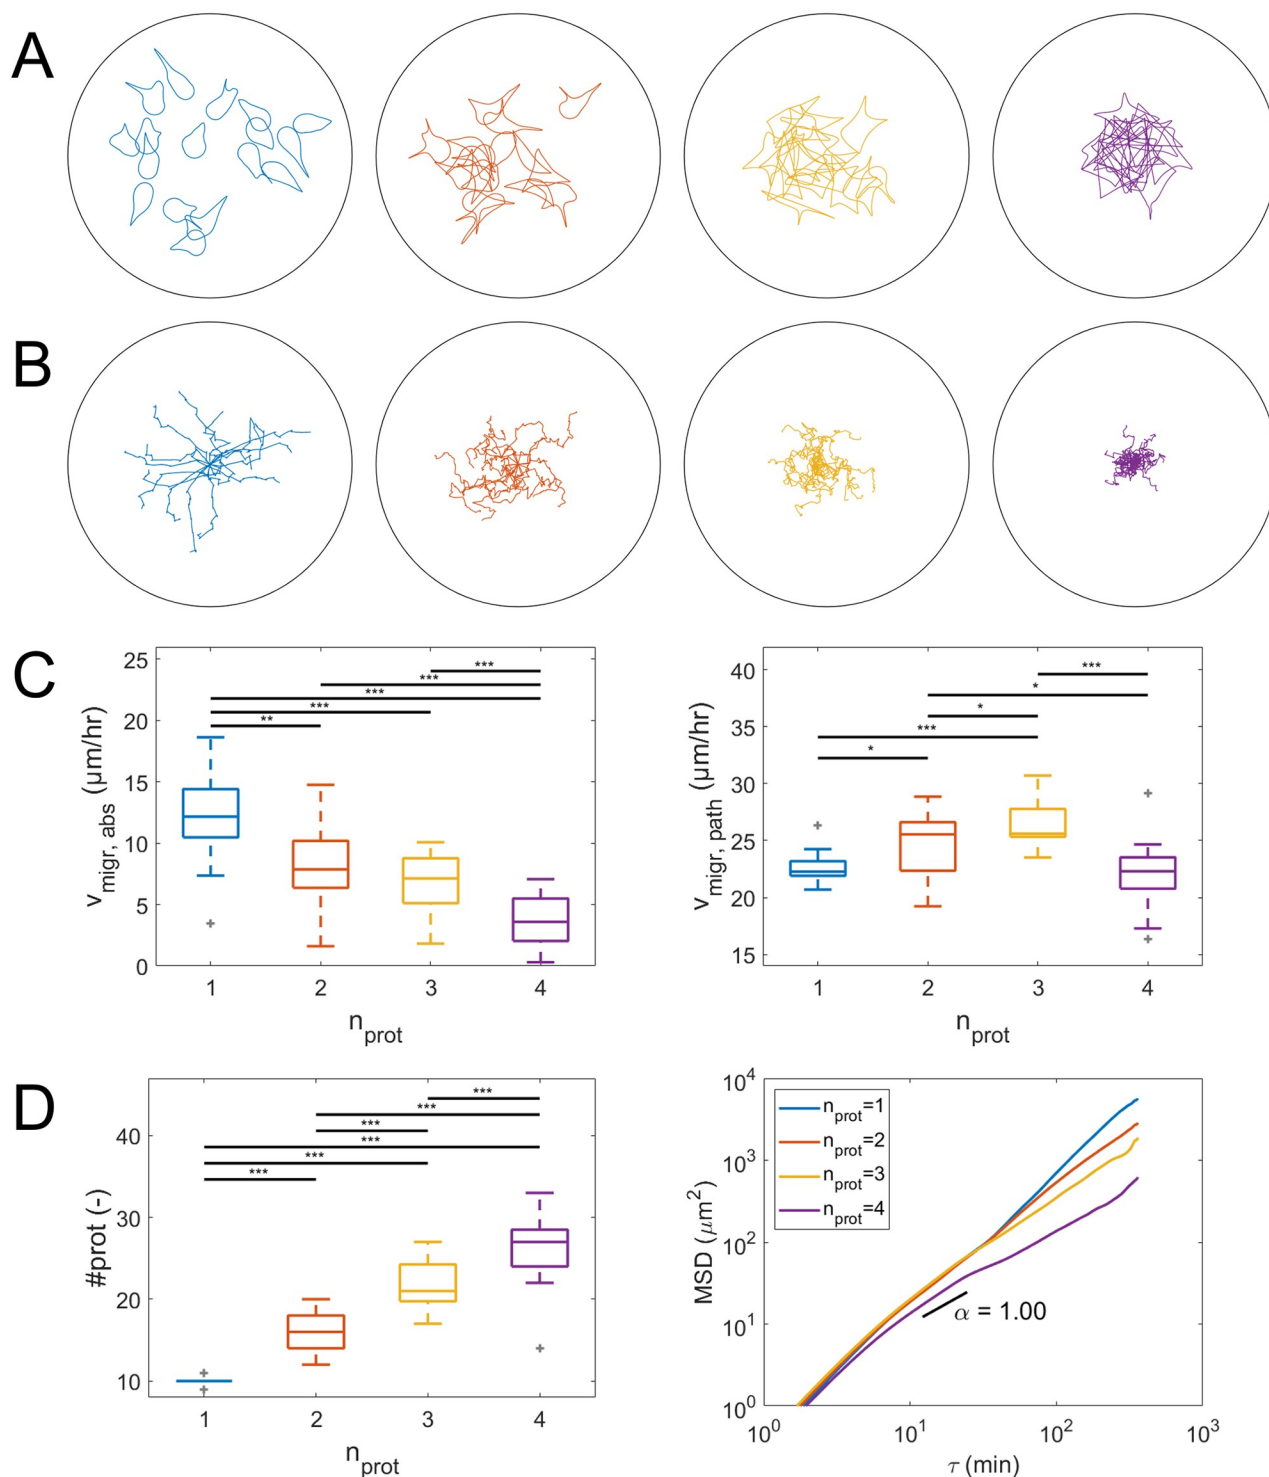 A
B
C
25
20
15
10
5
0
v_migr, abs (μm/hr)
***
***
***
***
**
1 2 3 4
n_prot
40
35
30
25
20
15
v_migr, path (μm/hr)
***
*
*
***
*
1 2 3 4
n_prot
D
40
30
20
10
#prot (-)
***
***
***
***
***
***
1 2 3 4
n_prot
10^4
10^3
10^2
10^1
10^0
MSD (μm^2)
n_prot=1
n_prot=2
n_prot=3
n_prot=4
α = 1.00
10^0 10^1 10^2 10^3
τ (min)